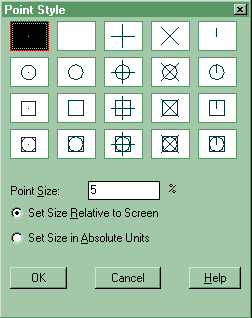 Point Style
Point Size: 5 %
Set Size Relative to Screen
Set Size in Absolute Units
OK Cancel Help